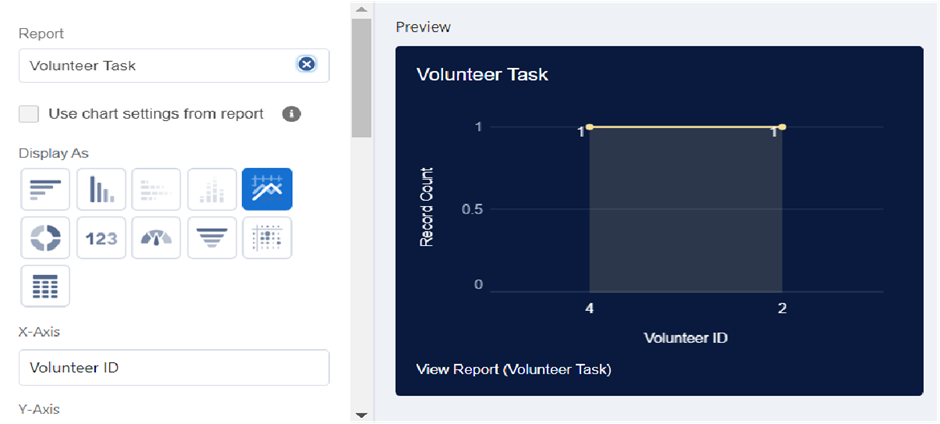 Report
Volunteer Task
Use chart settings from report
Display As
123
X-Axis
Volunteer ID
Y-Axis
Preview
Volunteer Task
1
0.5
0
Record Count
1
1
4
2
Volunteer ID
View Report (Volunteer Task)